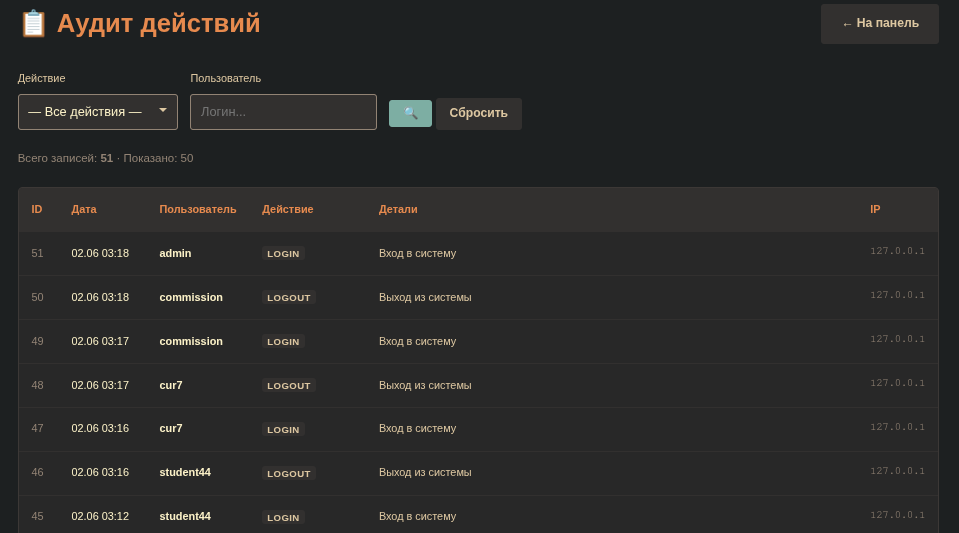 📋 Аудит действий
← На панель
Действие Пользователь
— Все действия — Логин... 🔍 Сбросить
Всего записей: 51 · Показано: 50
ID Дата Пользователь Действие Детали IP
51 02.06 03:18 admin LOGIN Вход в систему 127.0.0.1
50 02.06 03:18 commission LOGOUT Выход из системы 127.0.0.1
49 02.06 03:17 commission LOGIN Вход в систему 127.0.0.1
48 02.06 03:17 cur7 LOGOUT Выход из системы 127.0.0.1
47 02.06 03:16 cur7 LOGIN Вход в систему 127.0.0.1
46 02.06 03:16 student44 LOGOUT Выход из системы 127.0.0.1
45 02.06 03:12 student44 LOGIN Вход в систему 127.0.0.1